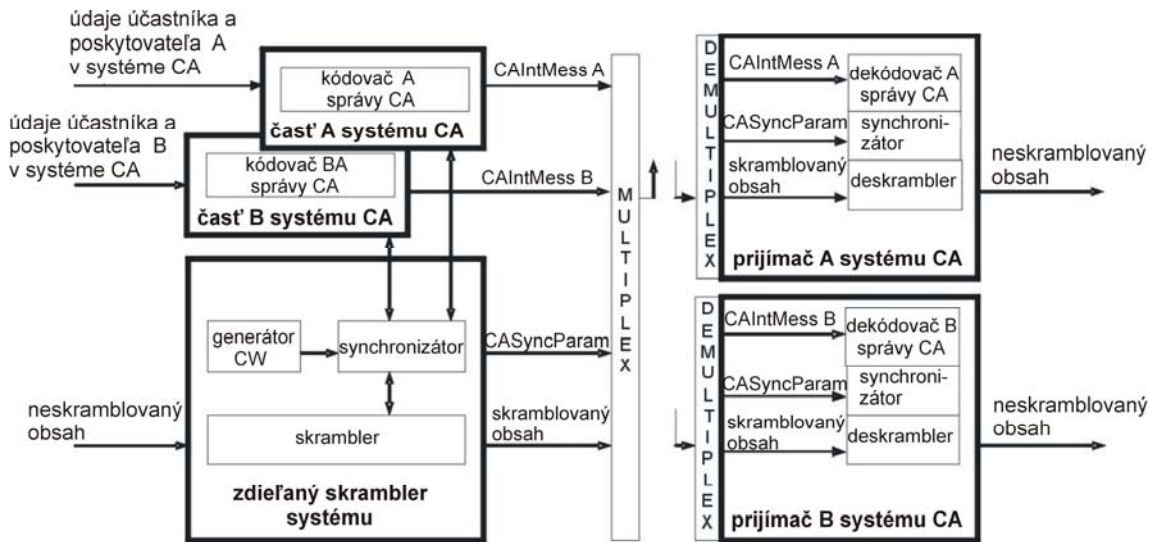 údaje účastníka a
poskytovateľa A
v systéme CA
kódovač A
správy CA
časť A systému CA
CAIntMess A
údaje účastníka a
poskytovateľa B
v systéme CA
kódovač BA
správy CA
časť B systému CA
CAIntMess B
generátor
CW
synchronizátor
CASyncParam
neskramblovaný
obsah
skrambler
skramblovaný
obsah
zdieľaný skrambler
systému
MULTIPLEX
DEMULTIPLEX
CAIntMess A
dekódovač A
správy CA
CASyncParam
synchroni-
zátor
skramblovaný
obsah
deskrambler
neskramblovaný
obsah
prijímač A systému CA
DEMULTIPLEX
CAIntMess B
dekódovač B
správy CA
CASyncParam
synchroni-
zátor
skramblovaný
obsah
deskrambler
neskramblovaný
obsah
prijímač B systému CA